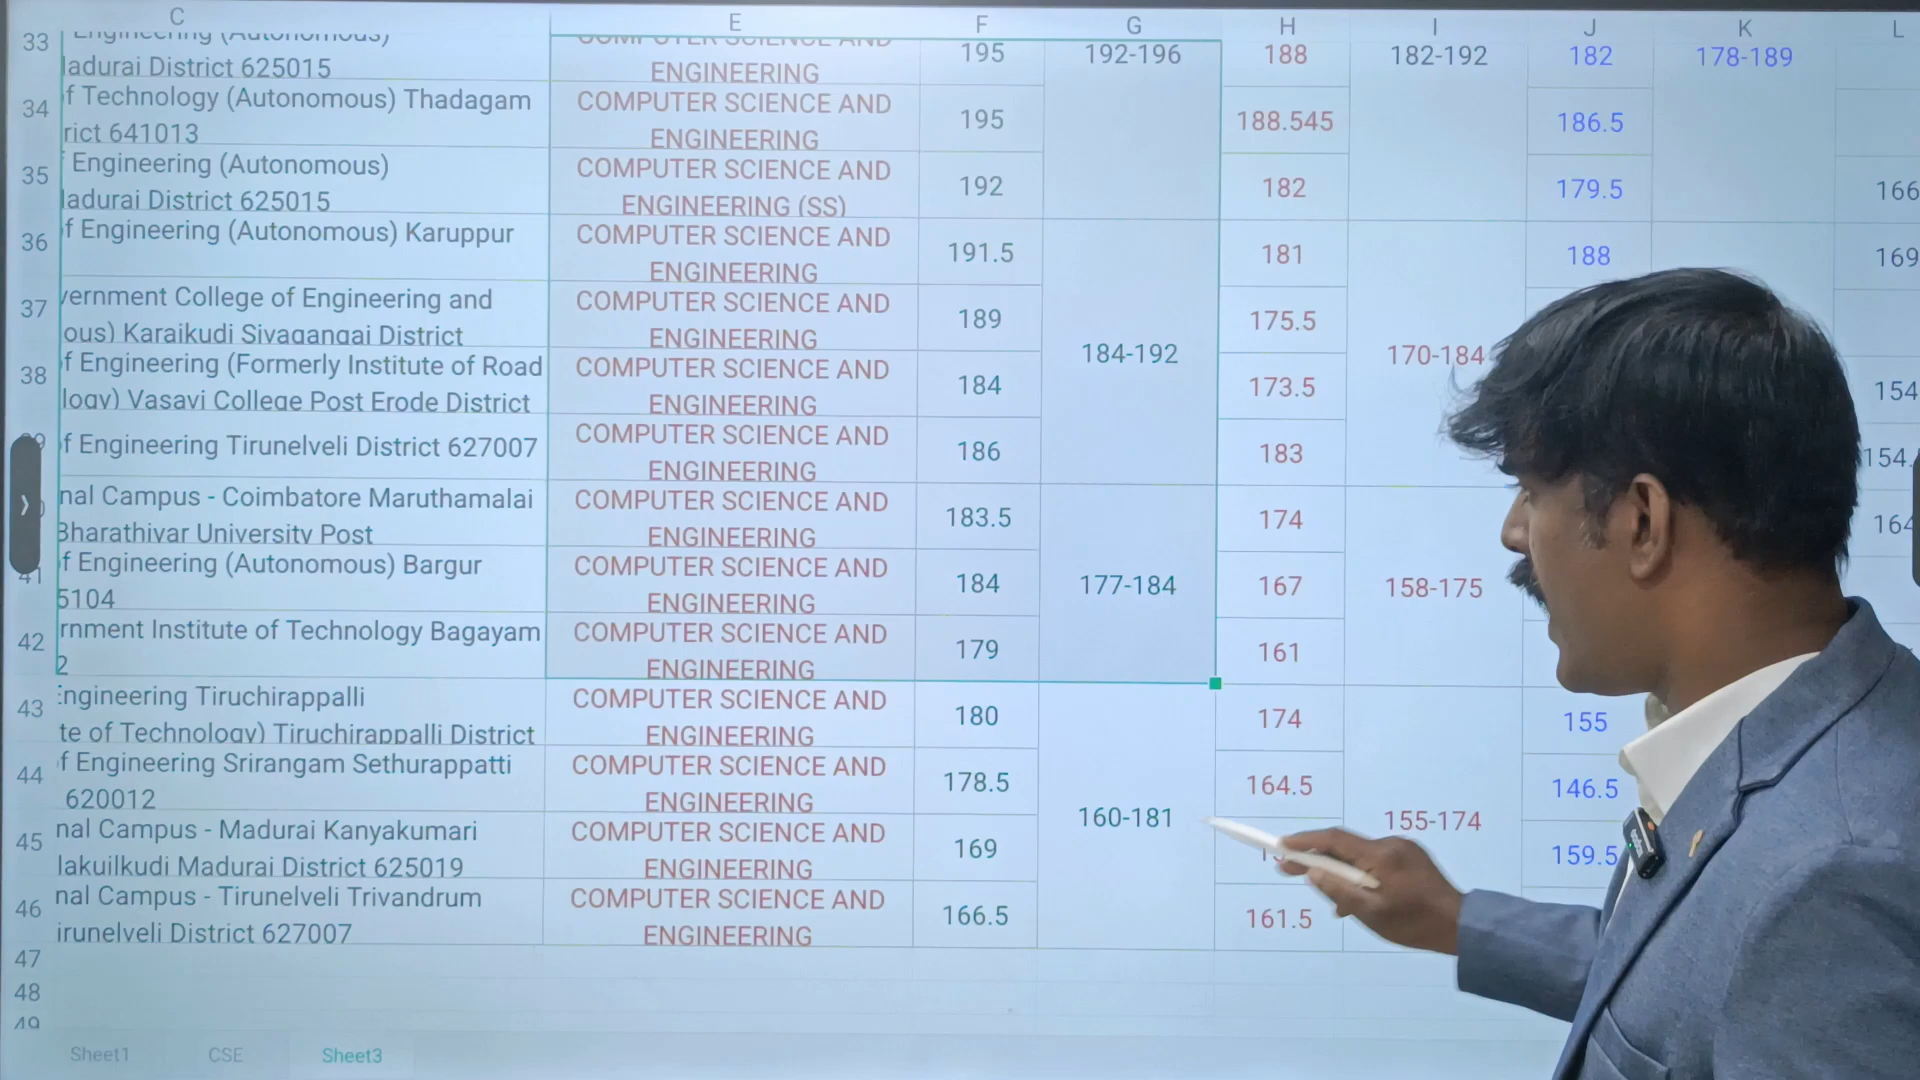 C E F G H I J K L
33 Engineering (Autonomous) COMPUTER SCIENCE AND
ladurai District 625015 ENGINEERING 195 192-196 188 182-192 182 178-189
34 f Technology (Autonomous) Thadagam COMPUTER SCIENCE AND
rict 641013 ENGINEERING 195 188.545 186.5
35 Engineering (Autonomous) COMPUTER SCIENCE AND
ladurai District 625015 ENGINEERING (SS) 192 182 179.5 166
36 f Engineering (Autonomous) Karuppur COMPUTER SCIENCE AND
ENGINEERING 191.5 181 188 169
37 vernment College of Engineering and COMPUTER SCIENCE AND
ous) Karaikudi Sivagangai District ENGINEERING 189 175.5
184-192 170-184
38 f Engineering (Formerly Institute of Road COMPUTER SCIENCE AND
logy) Vasavi College Post Erode District ENGINEERING 184 173.5 154
f Engineering Tirunelveli District 627007 COMPUTER SCIENCE AND
ENGINEERING 186 183 154.
nal Campus - Coimbatore Maruthamalai COMPUTER SCIENCE AND
Bharathiyar University Post ENGINEERING 183.5 174 164
41 f Engineering (Autonomous) Bargur COMPUTER SCIENCE AND
5104 ENGINEERING 184 177-184 167 158-175
42 rnment Institute of Technology Bagayam COMPUTER SCIENCE AND
2 ENGINEERING 179 161
43 Engineering Tiruchirappalli COMPUTER SCIENCE AND
te of Technology) Tiruchirappalli District ENGINEERING 180 174 155
44 f Engineering Srirangam Sethurappatti COMPUTER SCIENCE AND
620012 ENGINEERING 178.5 164.5 146.5
160-181 155-174
45 nal Campus - Madurai Kanyakumari COMPUTER SCIENCE AND
lakuilkudi Madurai District 625019 ENGINEERING 169 159.5
46 nal Campus - Tirunelveli Trivandrum COMPUTER SCIENCE AND
irunelveli District 627007 ENGINEERING 166.5 161.5
47
48
49
Sheet1 CSE Sheet3